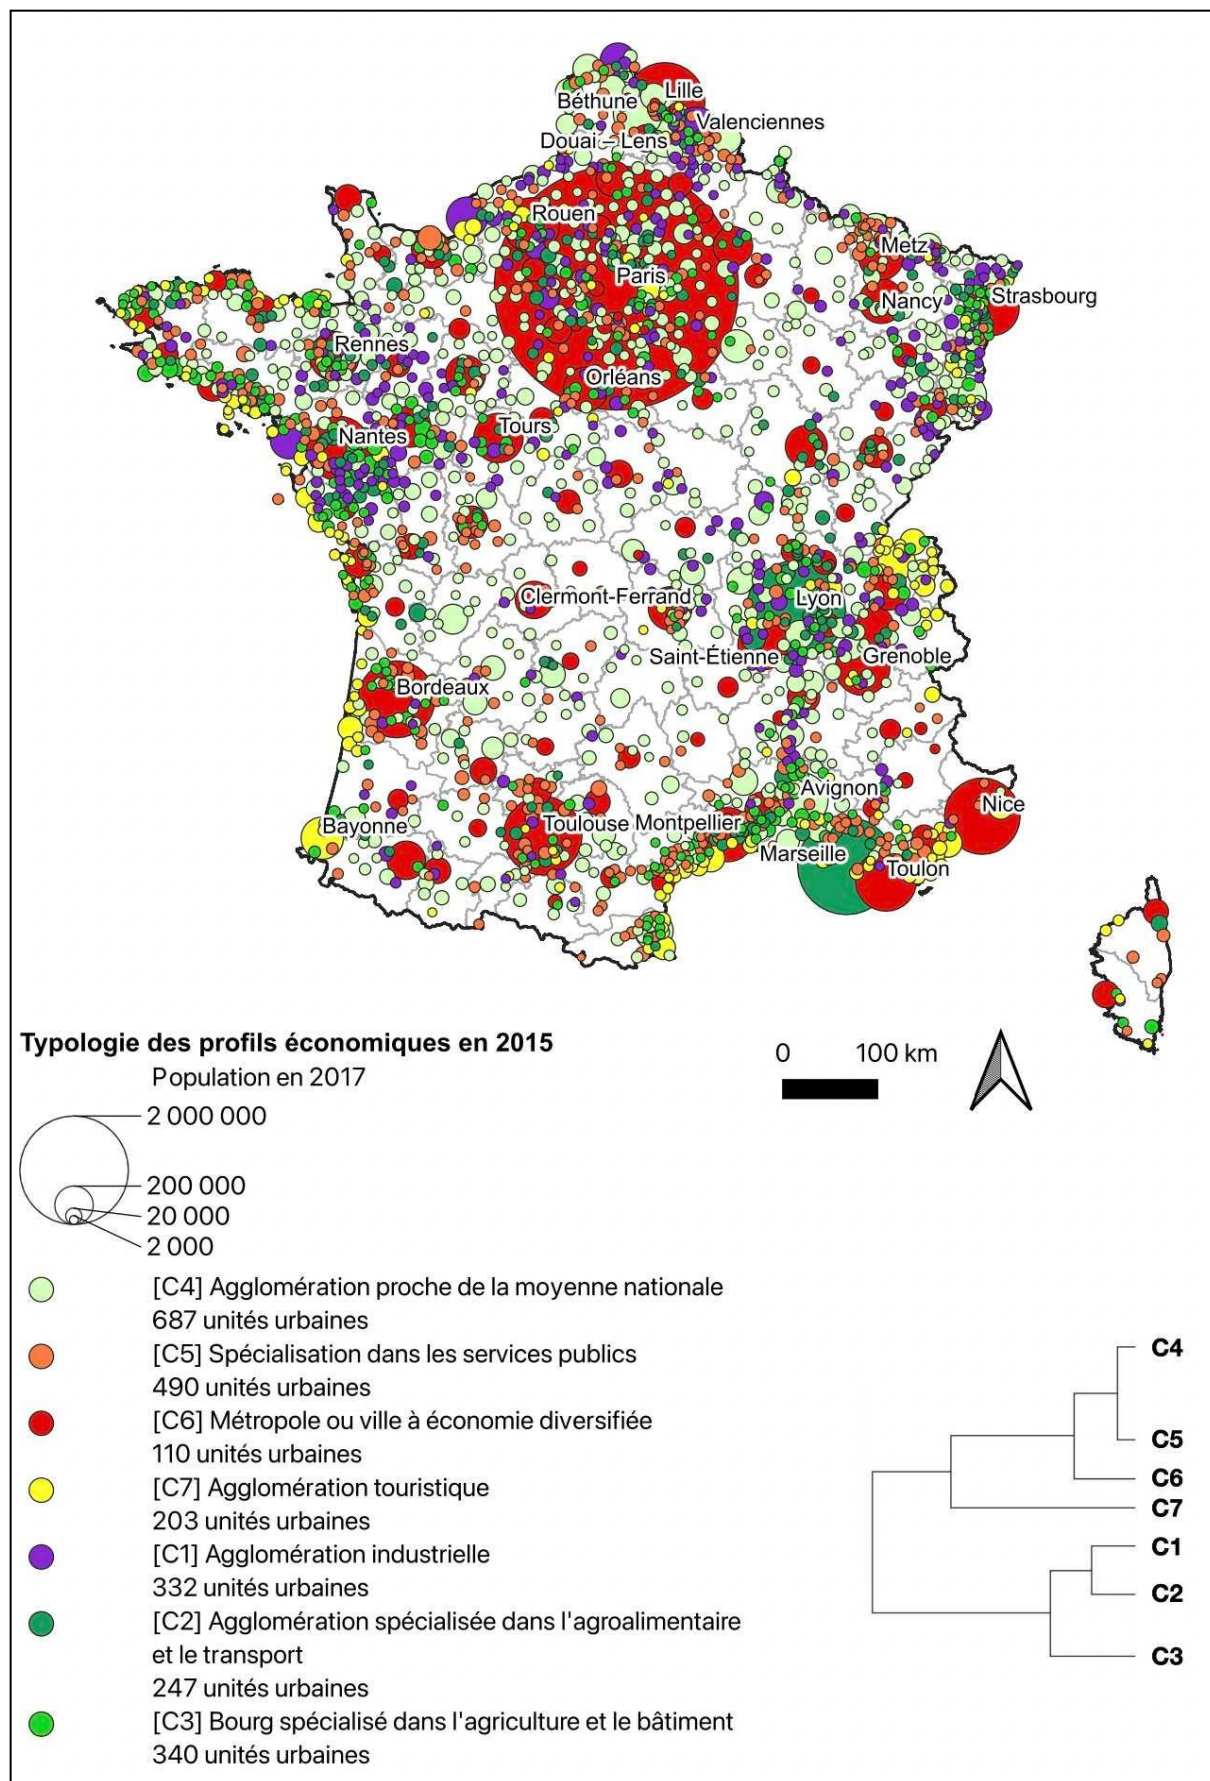 Béthune
Lille
Valenciennes
Douai – Lens
Rouen
Metz
Paris
Nancy
Strasbourg
Rennes
Orléans
Nantes
Tours
Clermont-Ferrand
Lyon
Saint-Étienne
Grenoble
Bordeaux
Avignon
Nice
Bayonne
Toulouse
Montpellier
Marseille
Toulon
Typologie des profils économiques en 2015
0 100 km
Population en 2017
2 000 000
200 000
20 000
2 000
[C4] Agglomération proche de la moyenne nationale
687 unités urbaines
[C5] Spécialisation dans les services publics
490 unités urbaines
[C6] Métropole ou ville à économie diversifiée
110 unités urbaines
[C7] Agglomération touristique
203 unités urbaines
[C1] Agglomération industrielle
332 unités urbaines
[C2] Agglomération spécialisée dans l'agroalimentaire
et le transport
247 unités urbaines
[C3] Bourg spécialisé dans l'agriculture et le bâtiment
340 unités urbaines
C4
C5
C6
C7
C1
C2
C3